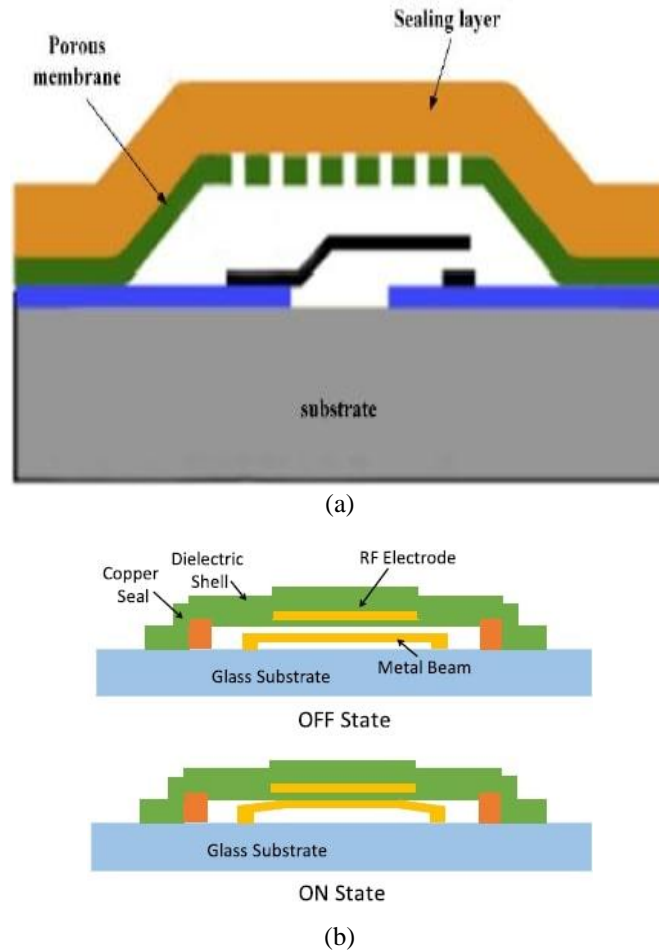 Sealing layer
Porous
membrane
substrate
(a)
RF Electrode
Dielectric
Shell
Copper
Seal
Metal Beam
Glass Substrate
OFF State
Glass Substrate
ON State
(b)